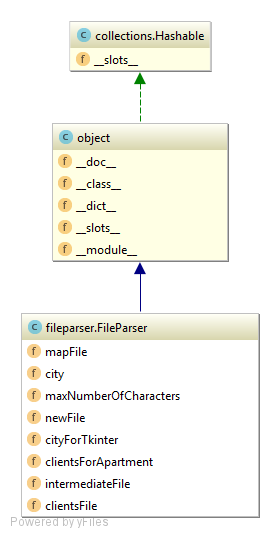 C collections.Hashable
f __slots__
C object
f __doc__
f __class__
f __dict__
f __slots__
f __module__
C fileparser.FileParser
f mapFile
f city
f maxNumberOfCharacters
f newFile
f cityForTkinter
f clientsForApartment
f intermediateFile
f clientsFile
Powered by yFiles